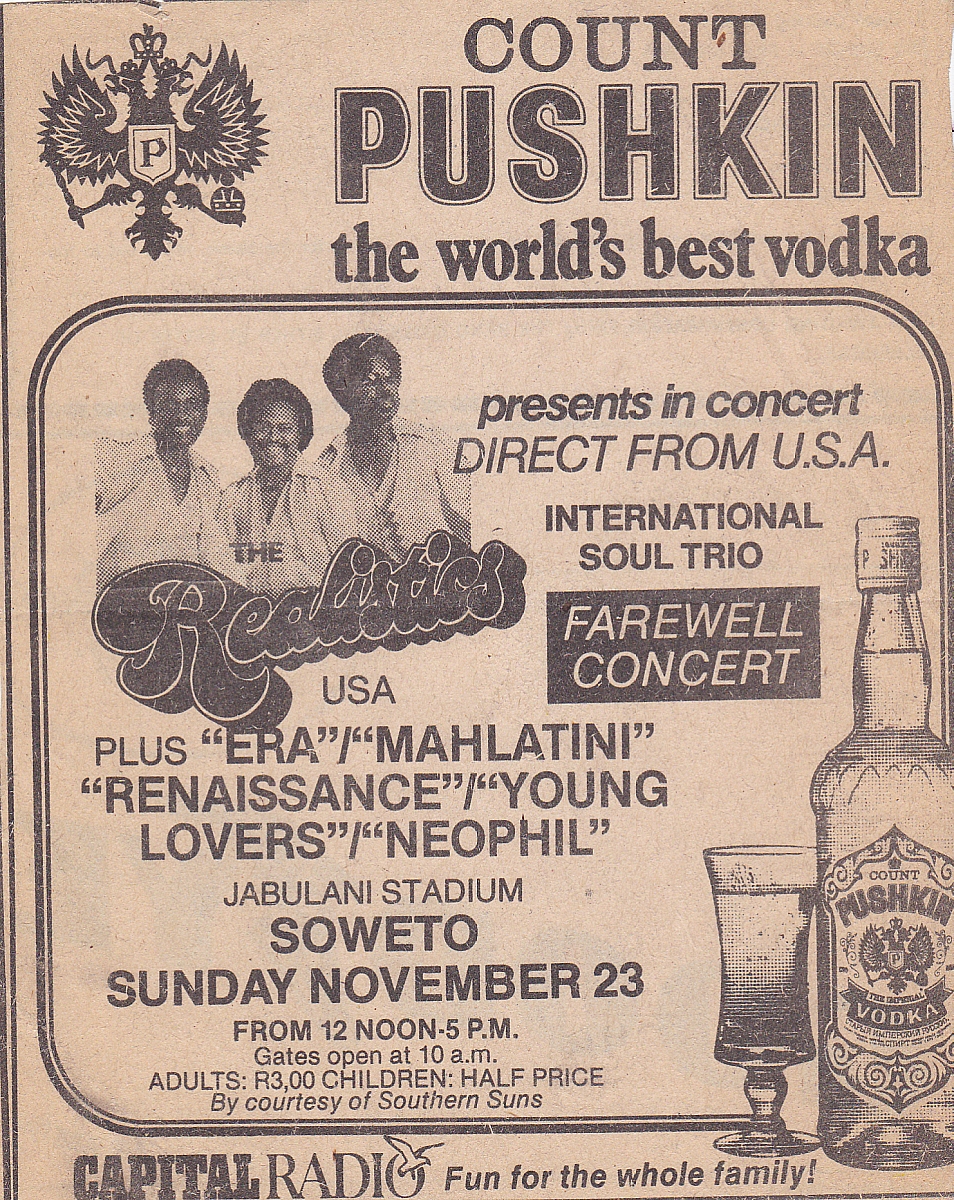 COUNT
PUSHKIN
the world's best vodka
P
presents in concert
DIRECT FROM U.S.A.
INTERNATIONAL
SOUL TRIO
FAREWELL
CONCERT
THE
Realistics
USA
PLUS “ERA”/“MAHLATINI”
“RENAISSANCE”/“YOUNG
LOVERS”/“NEOPHIL”
JABULANI STADIUM
SOWETO
SUNDAY NOVEMBER 23
FROM 12 NOON-5 P.M.
Gates open at 10 a.m.
ADULTS: R3,00 CHILDREN: HALF PRICE
By courtesy of Southern Suns
COUNT
PUSHKIN
P
THE IMPERIAL
VODKA
CAPITAL RADIO Fun for the whole family!